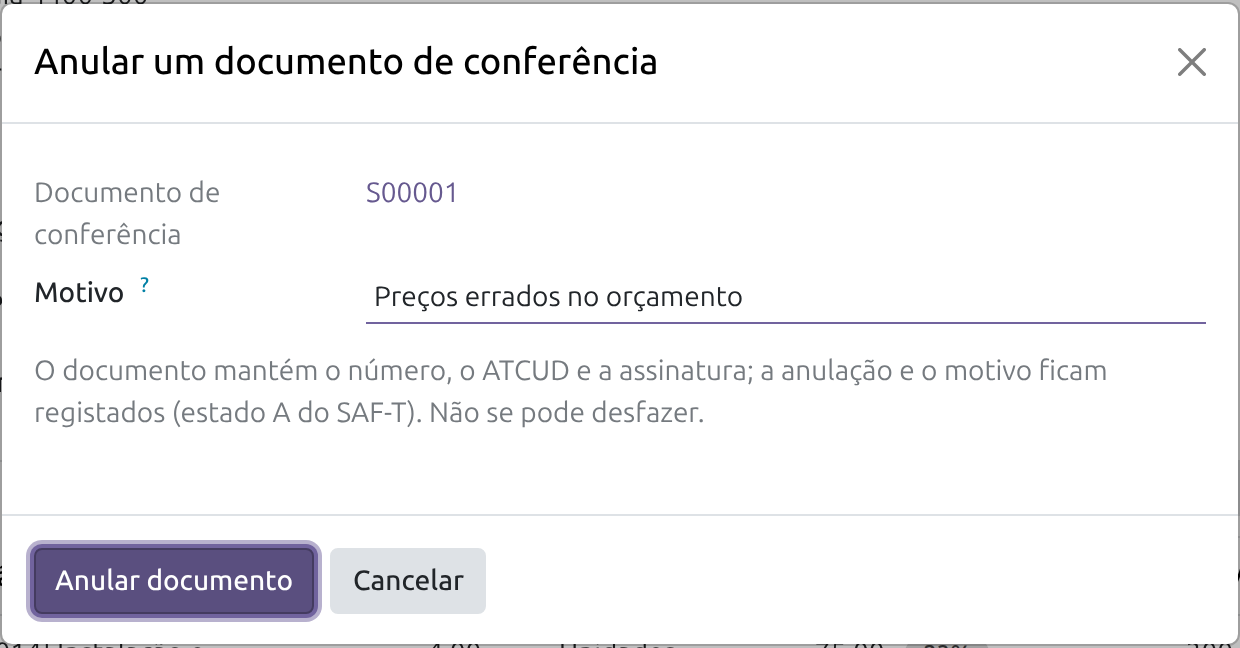 Anular um documento de conferência
Documento de
conferência
S00001
Motivo ?
Preços errados no orçamento
O documento mantém o número, o ATCUD e a assinatura; a anulação e o motivo ficam
registados (estado A do SAF-T). Não se pode desfazer.
Anular documento
Cancelar